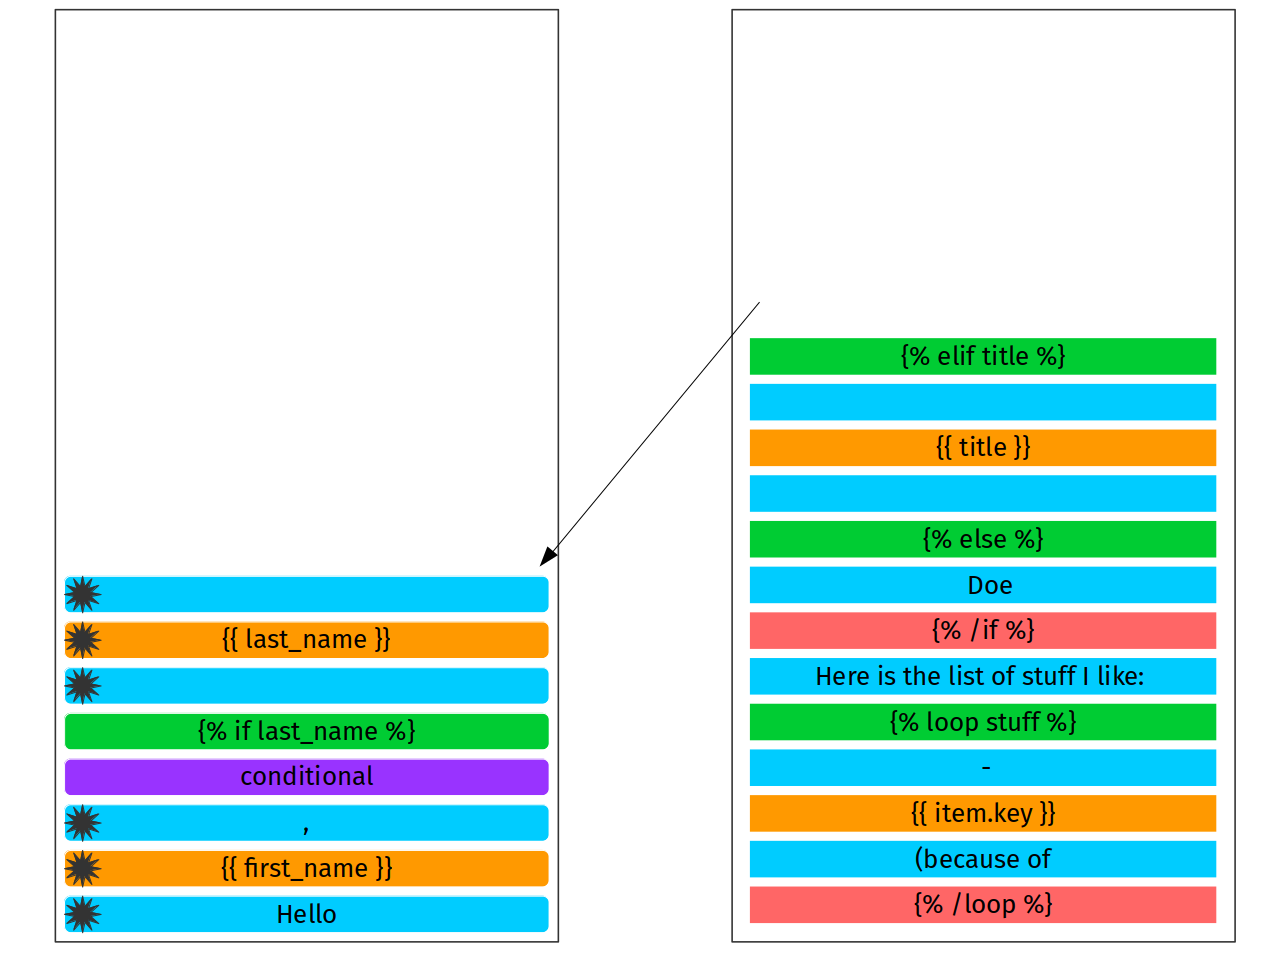 {{ last_name }}
{% if last_name %}
conditional
,
{{ first_name }}
Hello
{% elif title %}
{{ title }}
{% else %}
Doe
{% /if %}
Here is the list of stuff I like:
{% loop stuff %}
-
{{ item.key }}
(because of
{% /loop %}